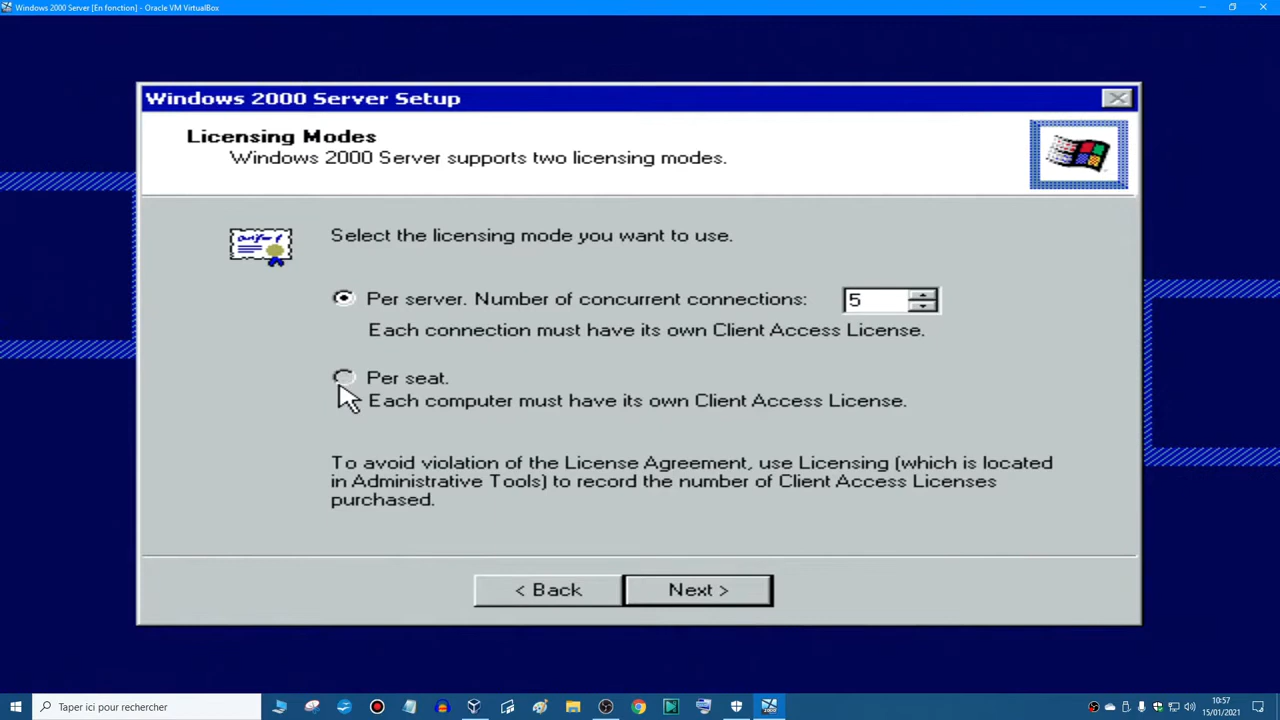 Windows 2000 Server [En fonction] - Oracle VM VirtualBox
Windows 2000 Server Setup
Licensing Modes
Windows 2000 Server supports two licensing modes.
Select the licensing mode you want to use.
Per server. Number of concurrent connections: 5
Each connection must have its own Client Access License.
Per seat.
Each computer must have its own Client Access License.
To avoid violation of the License Agreement, use Licensing (which is located
in Administrative Tools) to record the number of Client Access Licenses
purchased.
< Back Next >
Taper ici pour rechercher
10:57
15/01/2021